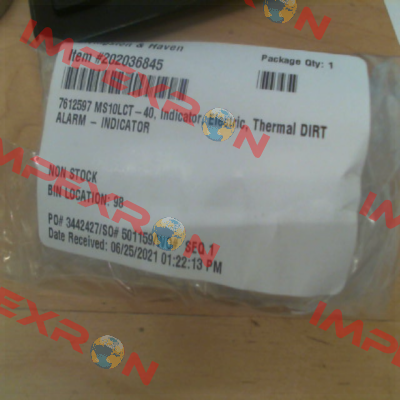 & Haven
Item #202036845
Package Qty: 1
7612597 MS10LCT-40, Indicator, Electric, Thermal DIRT
ALARM - INDICATOR
NON STOCK
BIN LOCATION: 98
PO# 3442427/SO# 501159 SEQ 1
Date Received: 06/25/2021 01:22:13 PM
IMPEXRON
IMPEXRON
IMPEXRON